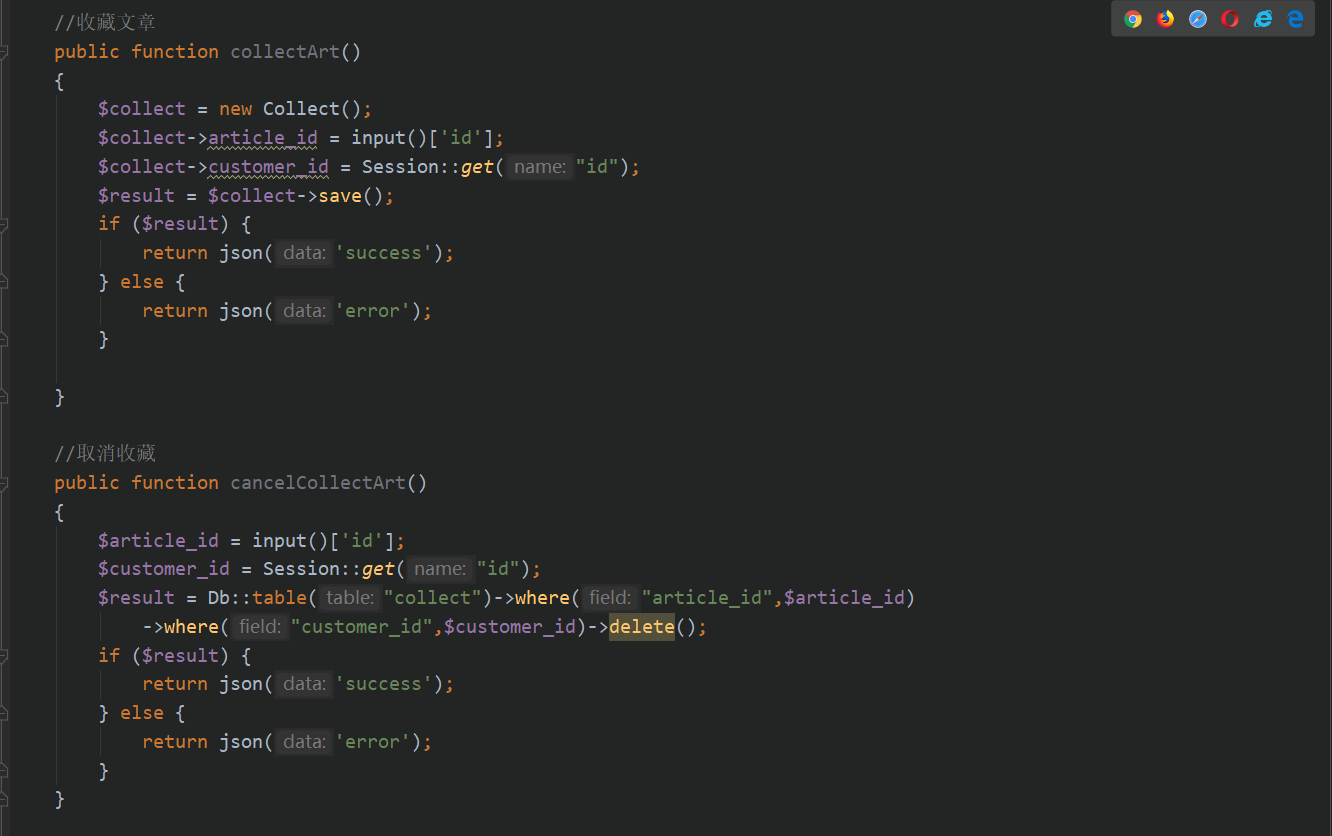 //收藏文章
public function collectArt()
{
$collect = new Collect();
$collect->article_id = input()['id'];
$collect->customer_id = Session::get( name: "id");
$result = $collect->save();
if ($result) {
return json( data: 'success');
} else {
return json( data: 'error');
}
}
//取消收藏
public function cancelCollectArt()
{
$article_id = input()['id'];
$customer_id = Session::get( name: "id");
$result = Db::table( table: "collect")->where( field: "article_id",$article_id)
->where( field: "customer_id",$customer_id)->delete();
if ($result) {
return json( data: 'success');
} else {
return json( data: 'error');
}
}